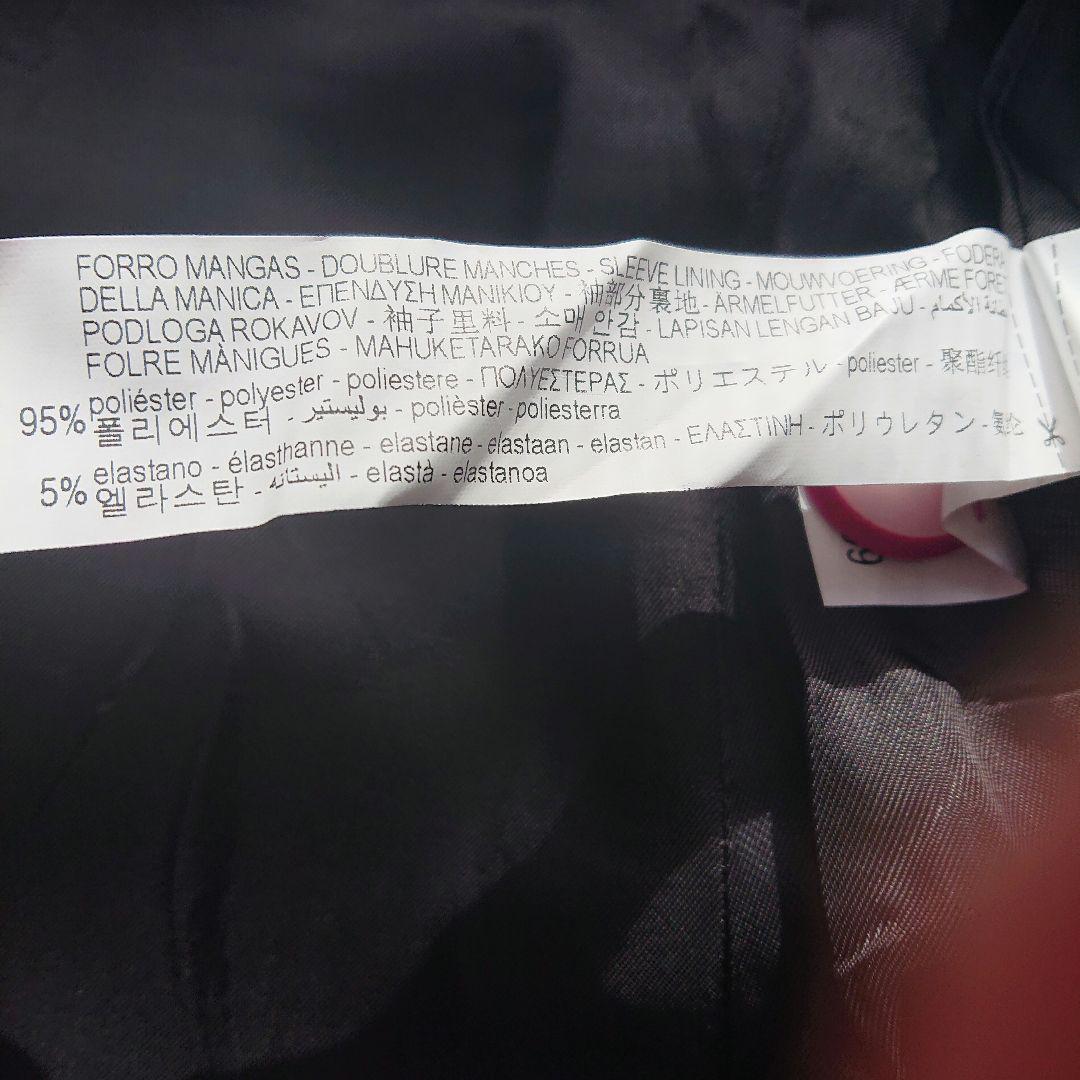 FORRO MANGAS - DOUBLURE MANCHES - SLEEVE LINING - MOUWVOERING - FODERA
DELLA MANICA - ΕΠΕΝΔΥΣΗ ΜΑΝΙΚΙΟΥ - 袖部分裏地 - ÄRMELFUTTER - ÆRME FORET
PODLOGA ROKAVOV - 袖子里料 - 소매 안감 - LAPISAN LENGAN BAJU -
FOLRE MÀNIGUES - MAHUKETARAKO FORRUA
95% poliéster - polyester - poliestere - ΠΟΛΥΕΣΤΕΡΑΣ - ポリエステル - poliester - 聚酯纤
폴리에스터 - بوليستير - polièster - poliesterra
5% elastano - élasthanne - elastane - elastaan - elastan - ΕΛΑΣΤΙΝΗ - ポリウレタン - 氨纶
엘라스탄 - اليستانه - elastà - elastanoa